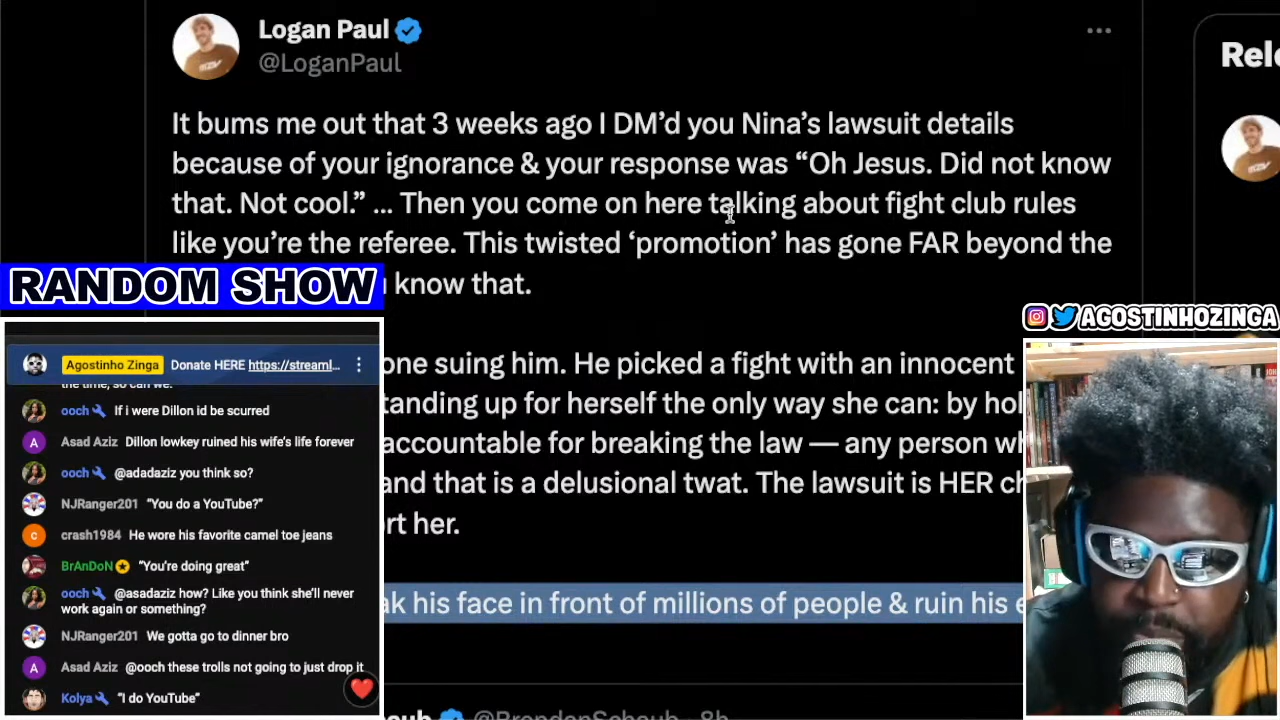 Logan Paul
@LoganPaul
It bums me out that 3 weeks ago I DM’d you Nina’s lawsuit details
because of your ignorance & your response was “Oh Jesus. Did not know
that. Not cool.” ... Then you come on here talking about fight club rules
like you’re the referee. This twisted ‘promotion’ has gone FAR beyond the
know that.
one suing him. He picked a fight with an innocent
standing up for herself the only way she can: by
accountable for breaking the law — any person
and that is a delusional twat. The lawsuit is HER
her.
his face in front of millions of people & ruin his
@BrendanSchaub · 8h
RANDOM SHOW
Agostinho Zinga Donate HERE https://streaml...
the time, so can we.
ooch If i were Dillon id be scurred
Asad Aziz Dillon lowkey ruined his wife’s life forever
ooch @adadaziz you think so?
NJRanger201 “You do a YouTube?”
crash1984 He wore his favorite camel toe jeans
BrAnDoN “You’re doing great”
ooch @asadaziz how? Like you think she’ll never
work again or something?
NJRanger201 We gotta go to dinner bro
Asad Aziz @ooch these trolls not going to just drop it
Kolya “I do YouTube”
@AGOSTINHOZINGA